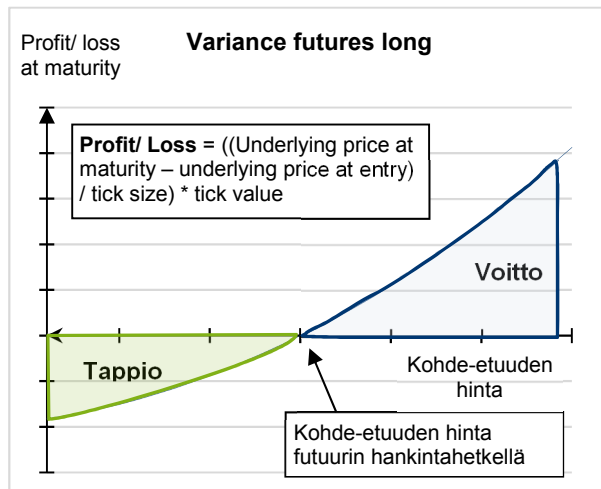 Profit/ loss
at maturity
Variance futures long
Profit/ Loss = ((Underlying price at
maturity – underlying price at entry)
/ tick size) * tick value
Voitto
Tappio
Kohde-etuuden
hinta
Kohde-etuuden hinta
futuurin hankintahetkellä